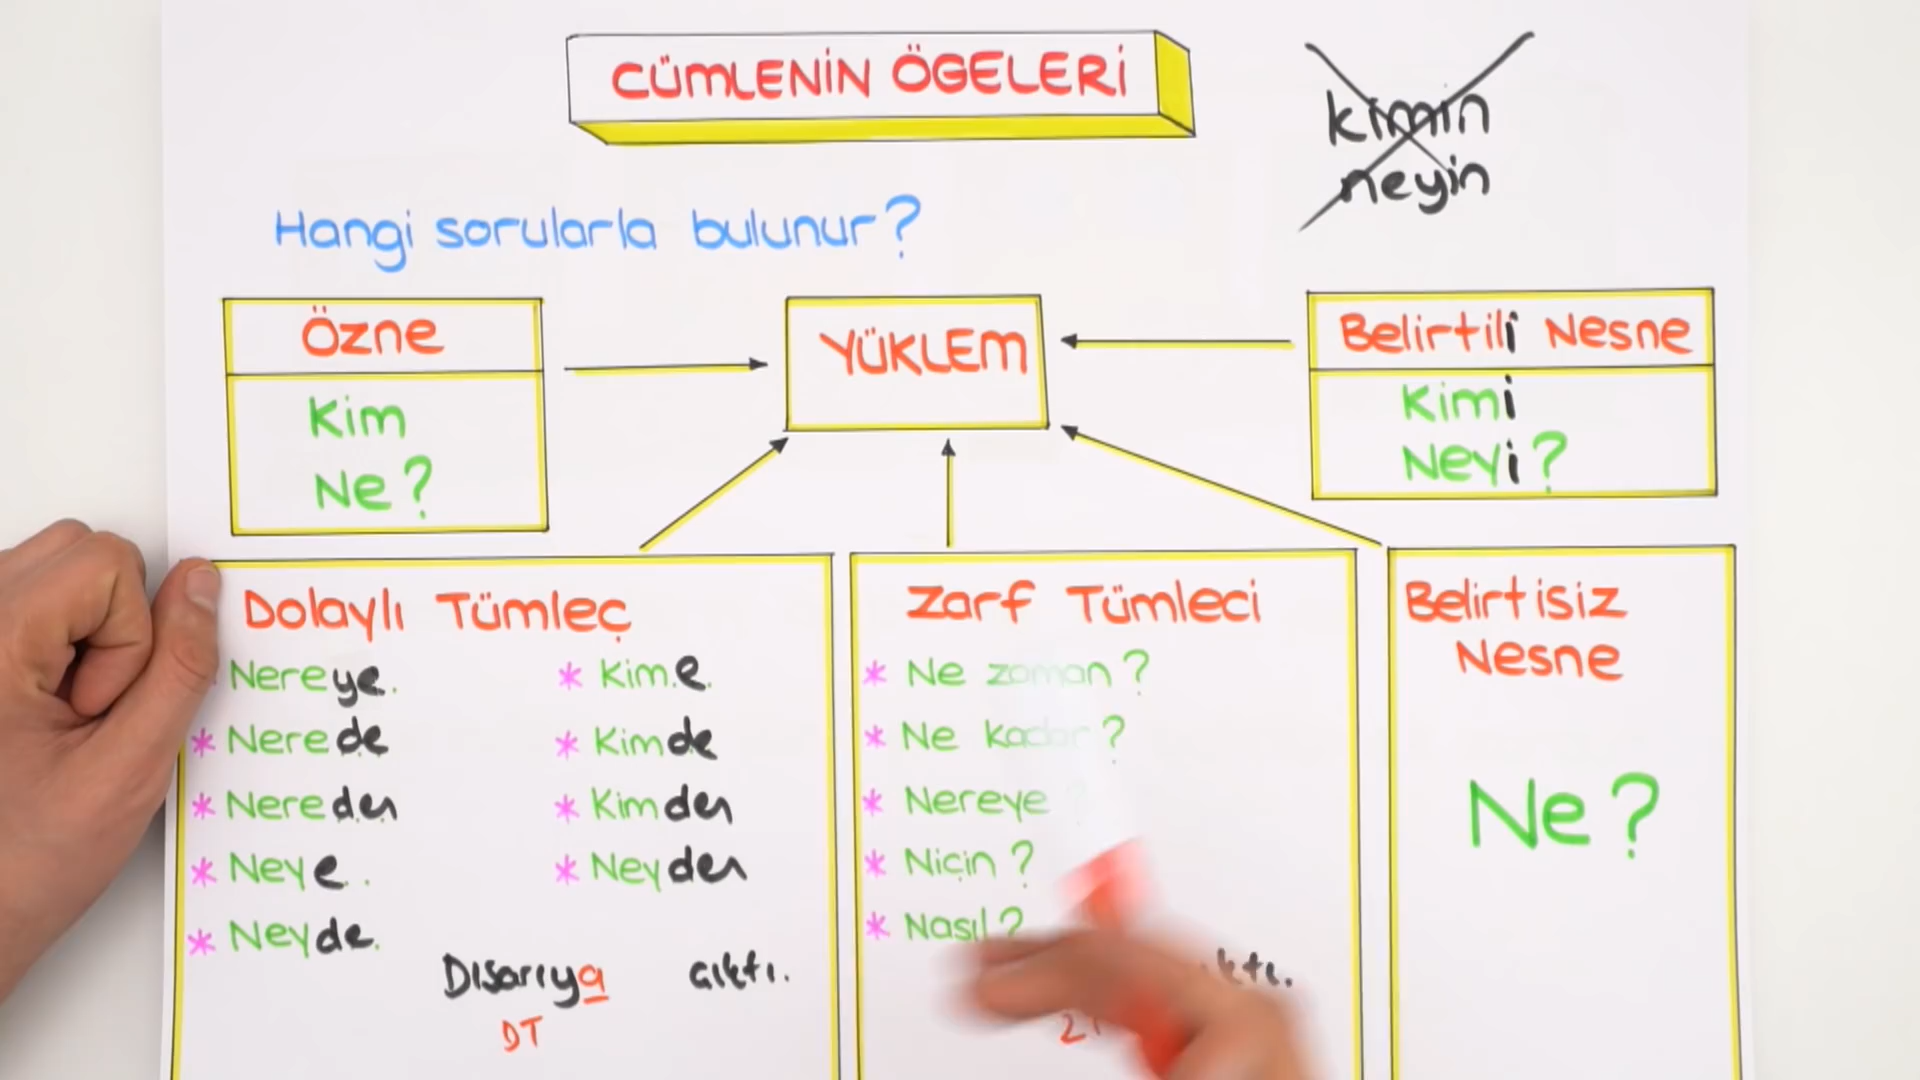 CÜMLENİN ÖGELERİ
kimin
neyin
Hangi sorularla bulunur?
Özne
Kim
Ne?
YÜKLEM
Belirtili Nesne
Kimi
Neyi?
Dolaylı Tümleç
Nereye.
* Nerede
* Nereden
* Neye.
* Neyde.
* Kime.
* Kimde
* Kimden
* Neyden
Dışarıya çıktı.
DT
Zarf Tümleci
* Ne zaman?
* Ne kadar?
* Nereye
* Niçin?
* Nasıl?
Belirtisiz
Nesne
Ne?